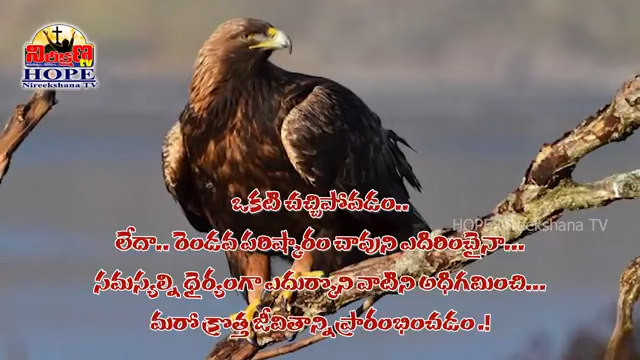 నిరీక్షణ
HOPE
Nireekshana TV
ఒకటి చచ్చిపోవడం..
HOPE Nireekshana TV
లేదా.. రెండవ పరిష్కారం చావుని ఎదిరించైనా...
సమస్యల్ని ధైర్యంగా ఎదుర్కొని వాటిని అధిగమించి...
మరో క్రొత్త జీవితాన్ని ప్రారంభించడం.!